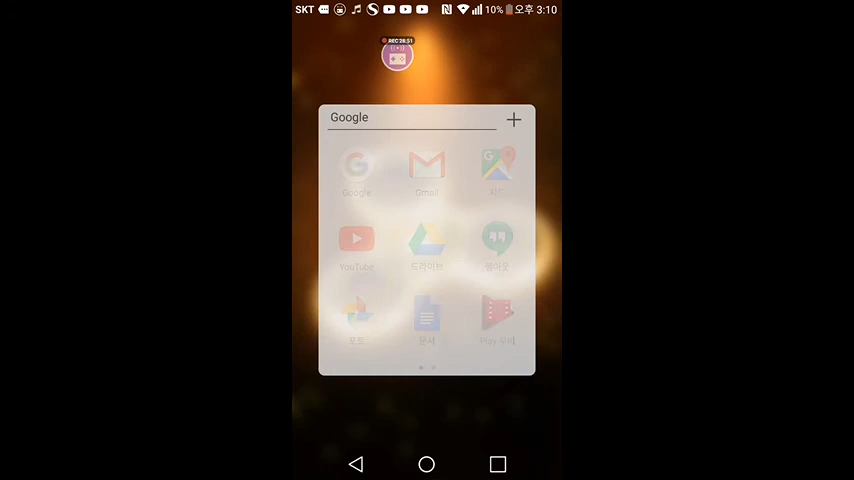 SKT 10% 오후 3:10
REC 28:51
Google
Google Gmail 지도
YouTube 드라이브 행아웃
포토 문서 Play 무비